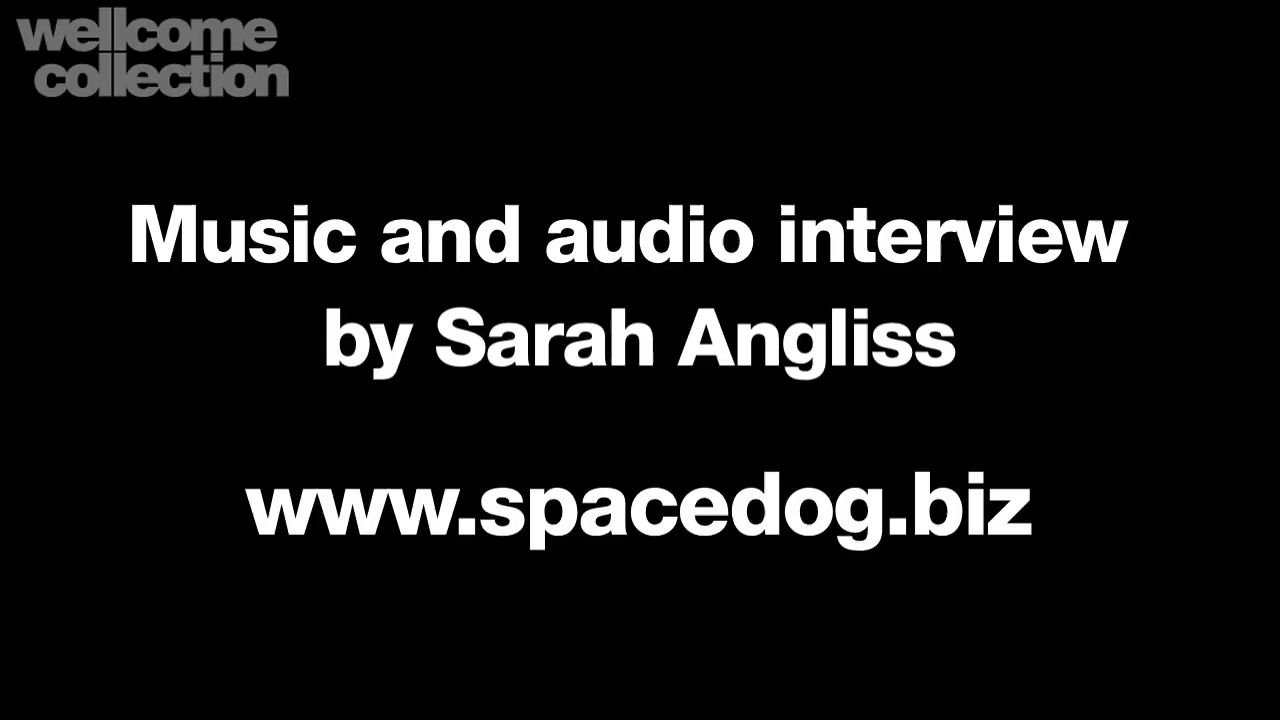 wellcome
collection
Music and audio interview
by Sarah Angliss
www.spacedog.biz